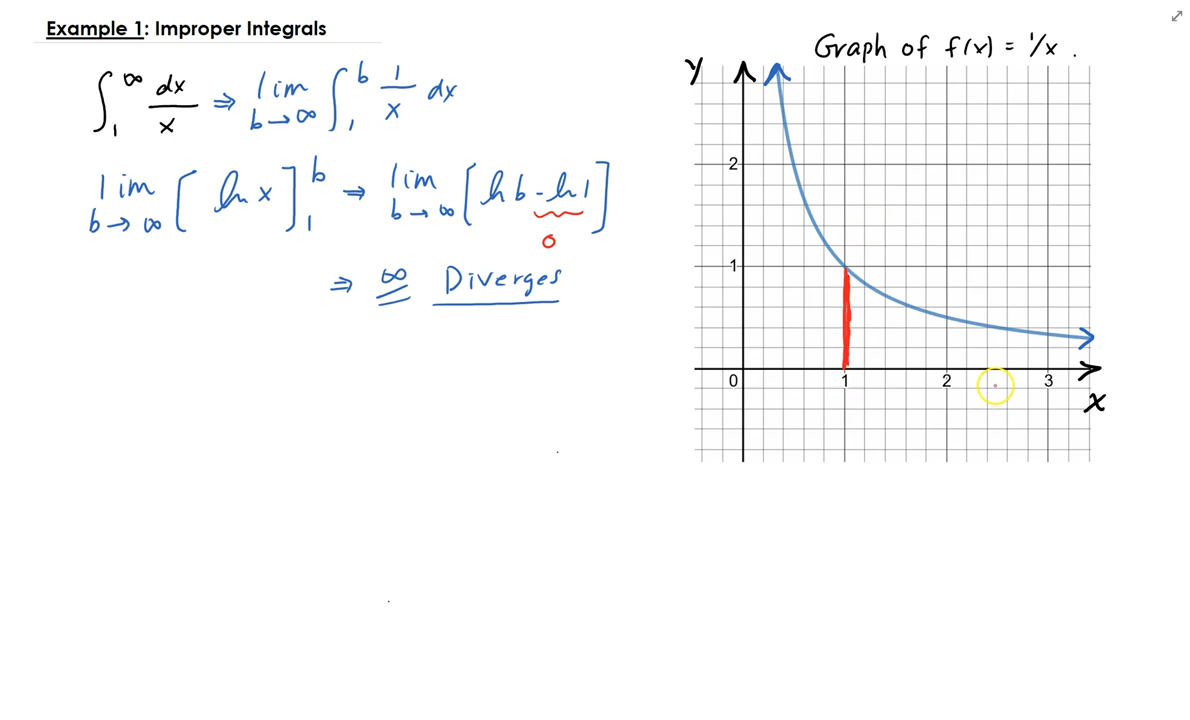 Example 1: Improper Integrals
∫₁^∞ dx/x ⇒ lim b→∞ ∫₁^b 1/x dx
lim b→∞ [ ln x ]₁^b ⇒ lim b→∞ [ ln b - ln 1 ]
0
⇒ ∞ Diverges
Graph of f(x) = 1/x .
y
2
1
0 1 2 3
x